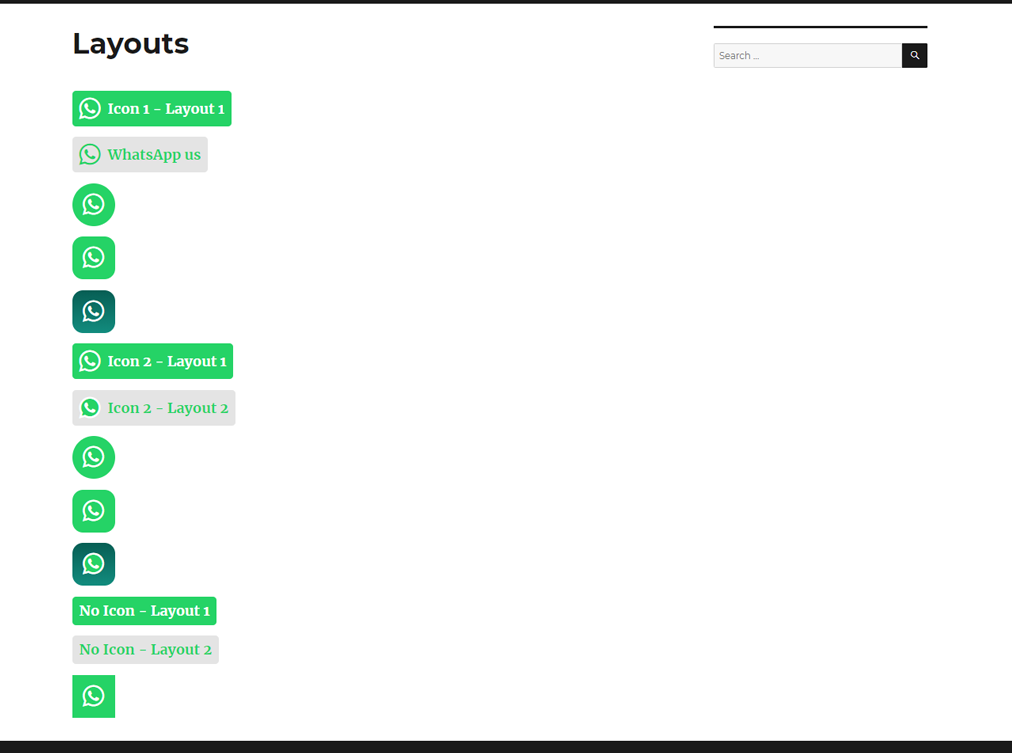 Layouts
Search ...
Icon 1 - Layout 1
WhatsApp us
Icon 2 - Layout 1
Icon 2 - Layout 2
No Icon - Layout 1
No Icon - Layout 2